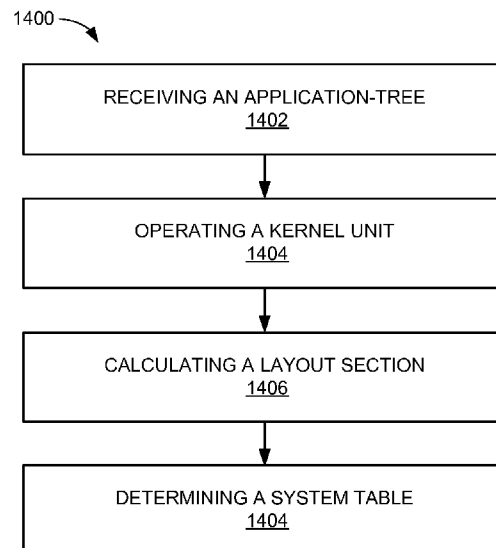 1400
RECEIVING AN APPLICATION-TREE
1402
OPERATING A KERNEL UNIT
1404
CALCULATING A LAYOUT SECTION
1406
DETERMINING A SYSTEM TABLE
1404